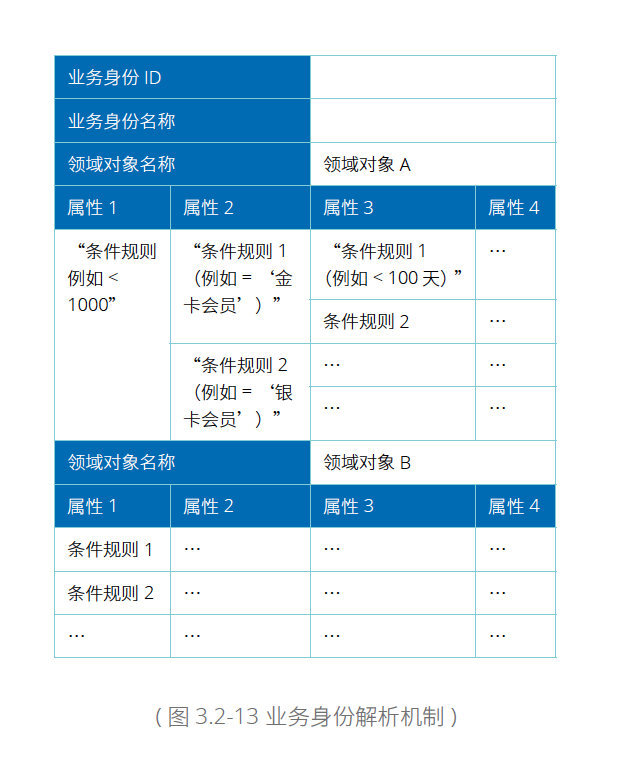 业务身份 ID
业务身份名称
领域对象名称 领域对象 A
属性 1 属性 2 属性 3 属性 4
“条件规则
例如 <
1000”
“条件规则 1
（例如 = ‘金
卡会员’）”
“条件规则 1
（例如 < 100 天）”
…
条件规则 2 …
“条件规则 2
（例如 = ‘银
卡会员’）”
… …
… …
领域对象名称 领域对象 B
属性 1 属性 2 属性 3 属性 4
条件规则 1 … … …
条件规则 2 … … …
… … … …
（图 3.2-13 业务身份解析机制）